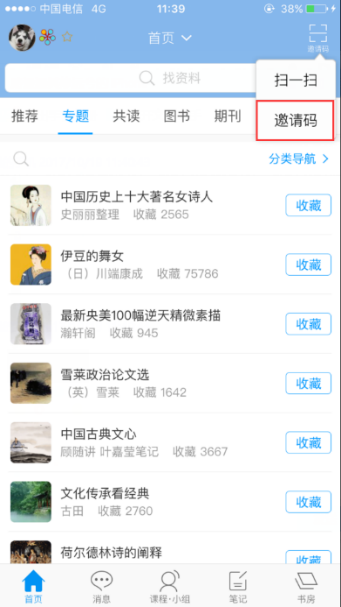 中国电信 4G 11:39 38%
首页
邀请码
找资料
扫一扫
邀请码
推荐 专题 共读 图书 期刊
分类导航
中国历史上十大著名女诗人
史丽丽整理 收藏 2565
收藏
伊豆的舞女
（日）川端康成 收藏 75786
收藏
最新央美100幅逆天精微素描
瀚轩阁 收藏 945
收藏
雪莱政治论文选
（英）雪莱 收藏 1642
收藏
中国古典文心
顾随讲 叶嘉莹笔记 收藏 3667
收藏
文化传承看经典
古田 收藏 2760
收藏
荷尔德林诗的阐释
首页 消息 课程·小组 笔记 书房